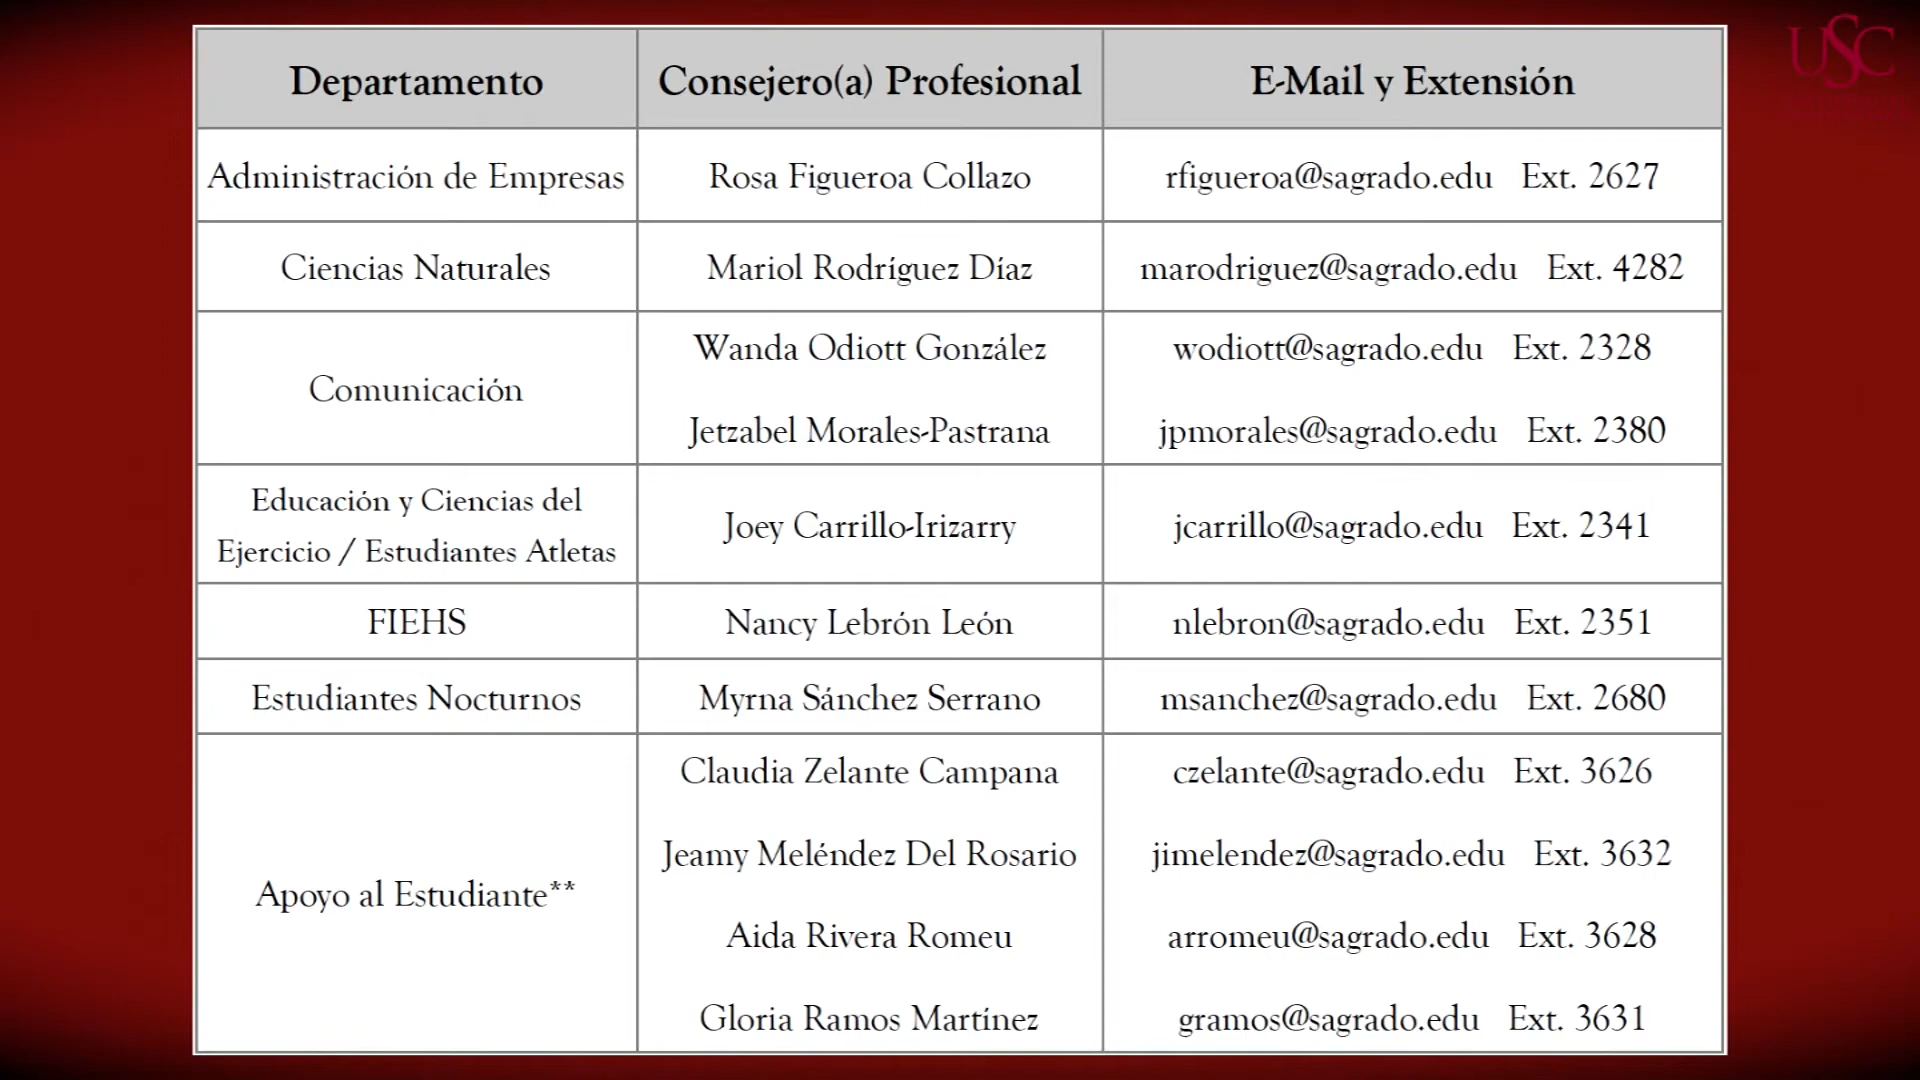 USC
Departamento Consejero(a) Profesional E-Mail y Extensión
Administración de Empresas Rosa Figueroa Collazo rfigueroa@sagrado.edu Ext. 2627
Ciencias Naturales Mariol Rodríguez Díaz marodriguez@sagrado.edu Ext. 4282
Comunicación
Wanda Odiott González wodiott@sagrado.edu Ext. 2328
Jetzabel Morales-Pastrana jpmorales@sagrado.edu Ext. 2380
Educación y Ciencias del
Ejercicio / Estudiantes Atletas
Joey Carrillo-Irizarry jcarrillo@sagrado.edu Ext. 2341
FIEHS Nancy Lebrón León nlebron@sagrado.edu Ext. 2351
Estudiantes Nocturnos Myrna Sánchez Serrano msanchez@sagrado.edu Ext. 2680
Apoyo al Estudiante**
Claudia Zelante Campana czelante@sagrado.edu Ext. 3626
Jeamy Meléndez Del Rosario jimelendez@sagrado.edu Ext. 3632
Aida Rivera Romeu arromeu@sagrado.edu Ext. 3628
Gloria Ramos Martínez gramos@sagrado.edu Ext. 3631